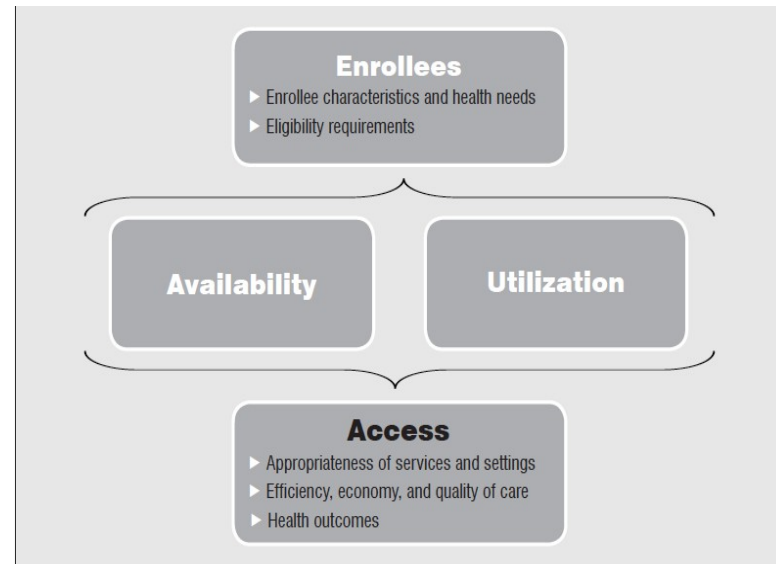 Enrollees
▶ Enrollee characteristics and health needs
▶ Eligibility requirements
Availability
Utilization
Access
▶ Appropriateness of services and settings
▶ Efficiency, economy, and quality of care
▶ Health outcomes